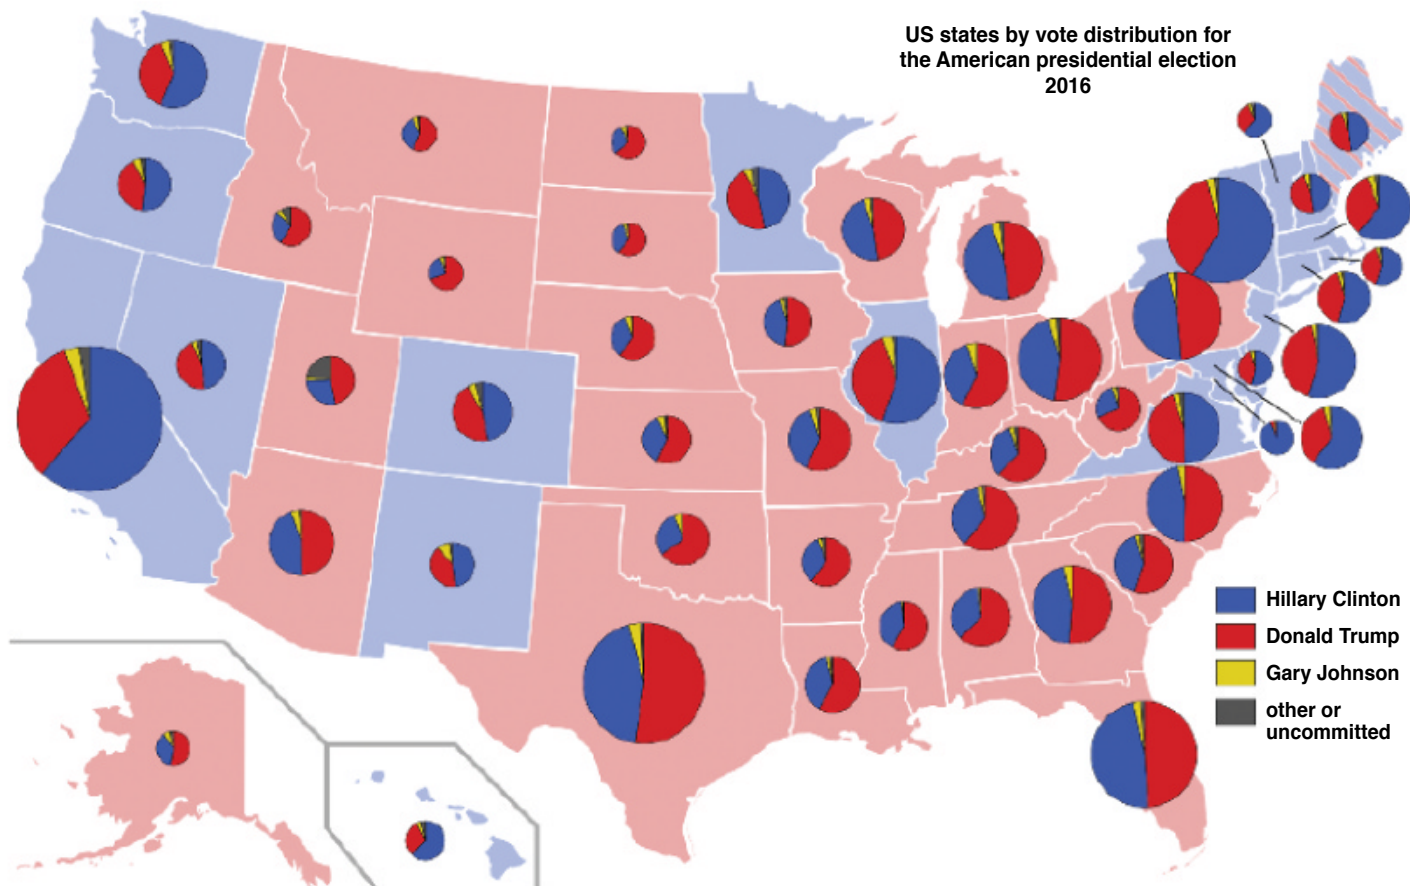 US states by vote distribution for
the American presidential election
2016
Hillary Clinton
Donald Trump
Gary Johnson
other or
uncommitted